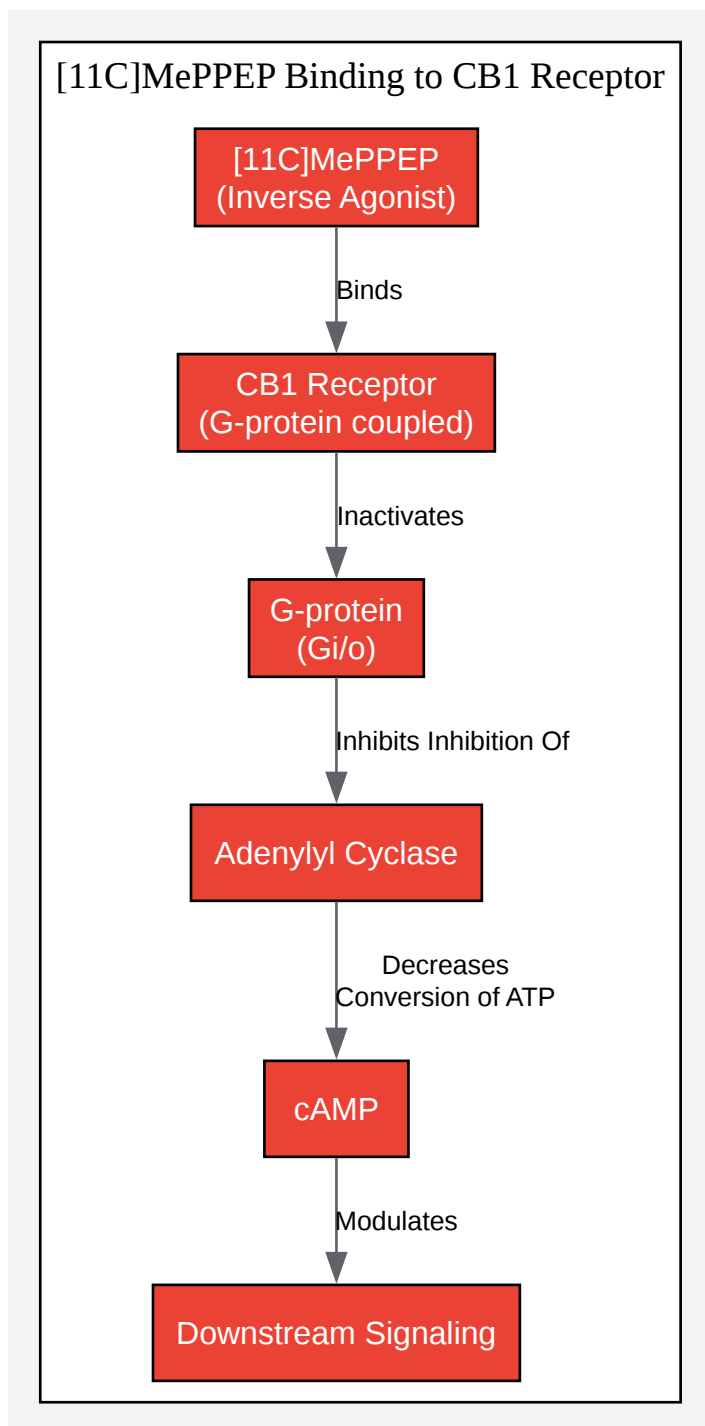 [11C]MePPEP Binding to CB1 Receptor
[11C]MePPEP
(Inverse Agonist)
Binds
CB1 Receptor
(G-protein coupled)
Inactivates
G-protein
(Gi/o)
Inhibits Inhibition Of
Adenylyl Cyclase
Decreases
Conversion of ATP
cAMP
Modulates
Downstream Signaling